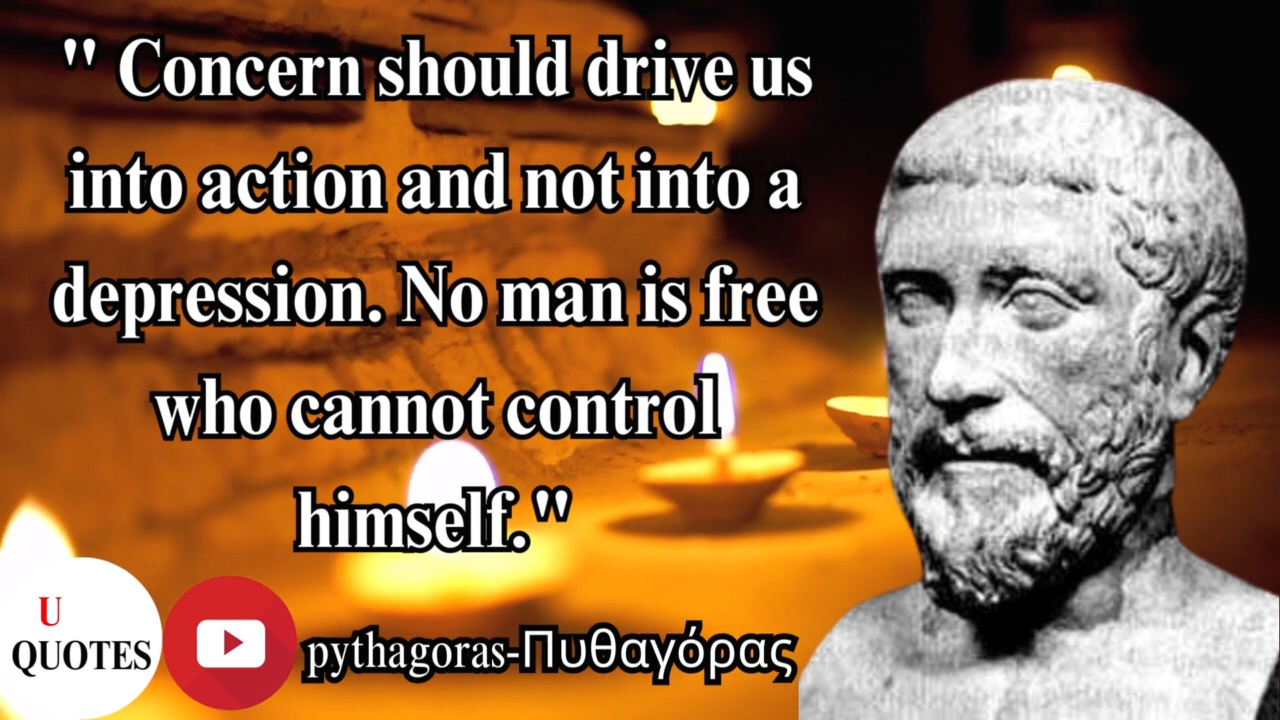 " Concern should drive us
into action and not into a
depression. No man is free
who cannot control
himself."
U
QUOTES
pythagoras-Πυθαγόρας